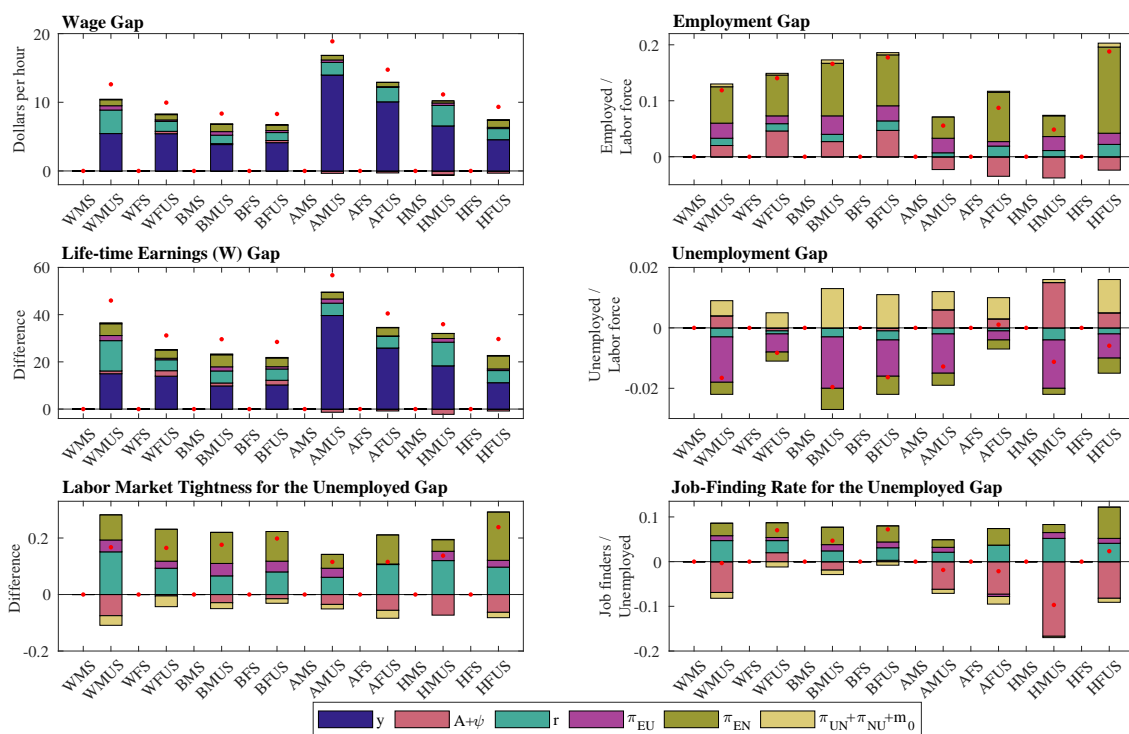 Wage Gap
Dollars per hour
20
10
0
WMS WMUS WFS WFUS BMS BMUS BFS BFUS AMS AMUS AFS AFUS HMS HMUS HFS HFUS
Employment Gap
Employed /
Labor force
0.2
0.1
0
WMS WMUS WFS WFUS BMS BMUS BFS BFUS AMS AMUS AFS AFUS HMS HMUS HFS HFUS
Life-time Earnings (W) Gap
Difference
60
40
20
0
WMS WMUS WFS WFUS BMS BMUS BFS BFUS AMS AMUS AFS AFUS HMS HMUS HFS HFUS
Unemployment Gap
Unemployed /
Labor force
0.02
0
-0.02
WMS WMUS WFS WFUS BMS BMUS BFS BFUS AMS AMUS AFS AFUS HMS HMUS HFS HFUS
Labor Market Tightness for the Unemployed Gap
Difference
0.2
0
-0.2
WMS WMUS WFS WFUS BMS BMUS BFS BFUS AMS AMUS AFS AFUS HMS HMUS HFS HFUS
Job-Finding Rate for the Unemployed Gap
Job finders /
Unemployed
0.1
0
-0.1
-0.2
WMS WMUS WFS WFUS BMS BMUS BFS BFUS AMS AMUS AFS AFUS HMS HMUS HFS HFUS
y A+ψ r π_EU π_EN π_UN+π_NU+m_0